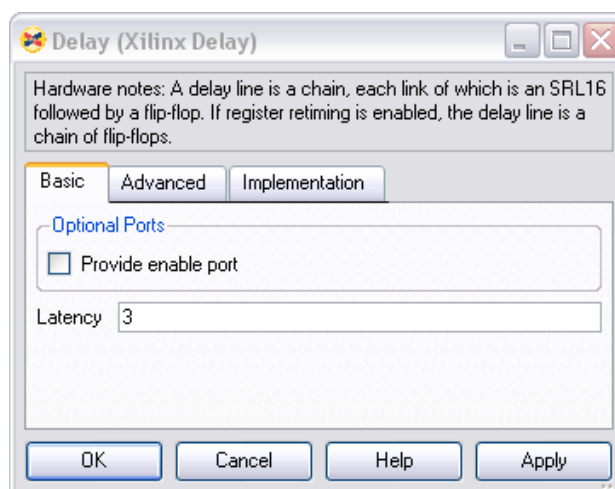 Delay (Xilinx Delay)
Hardware notes: A delay line is a chain, each link of which is an SRL16
followed by a flip-flop. If register retiming is enabled, the delay line is a
chain of flip-flops.
Basic Advanced Implementation
Optional Ports
Provide enable port
Latency 3
OK Cancel Help Apply